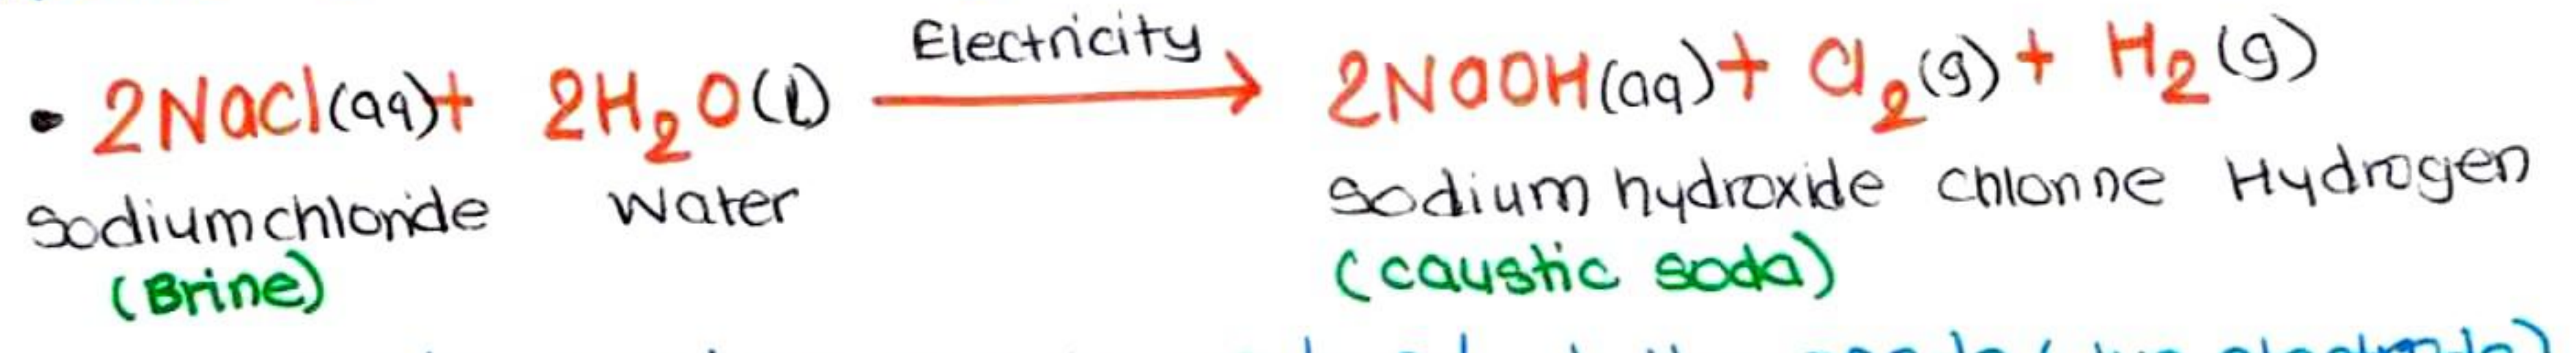 Electricity
• 2NaCl(aq)+ 2H₂O(l) → 2NaOH(aq)+ Cl₂(g)+ H₂(g)
Sodium chloride Water Sodium hydroxide chlorine Hydrogen
(Brine) (caustic soda)